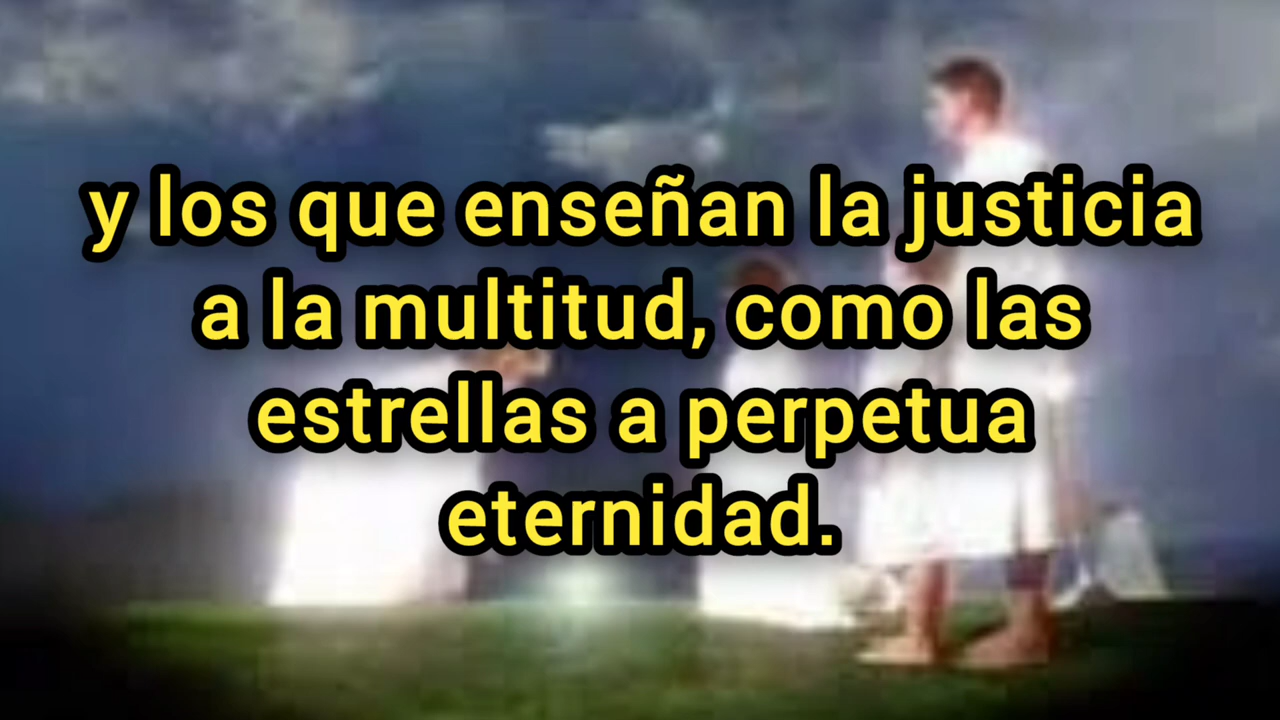 y los que enseñan la justicia
a la multitud, como las
estrellas a perpetua
eternidad.